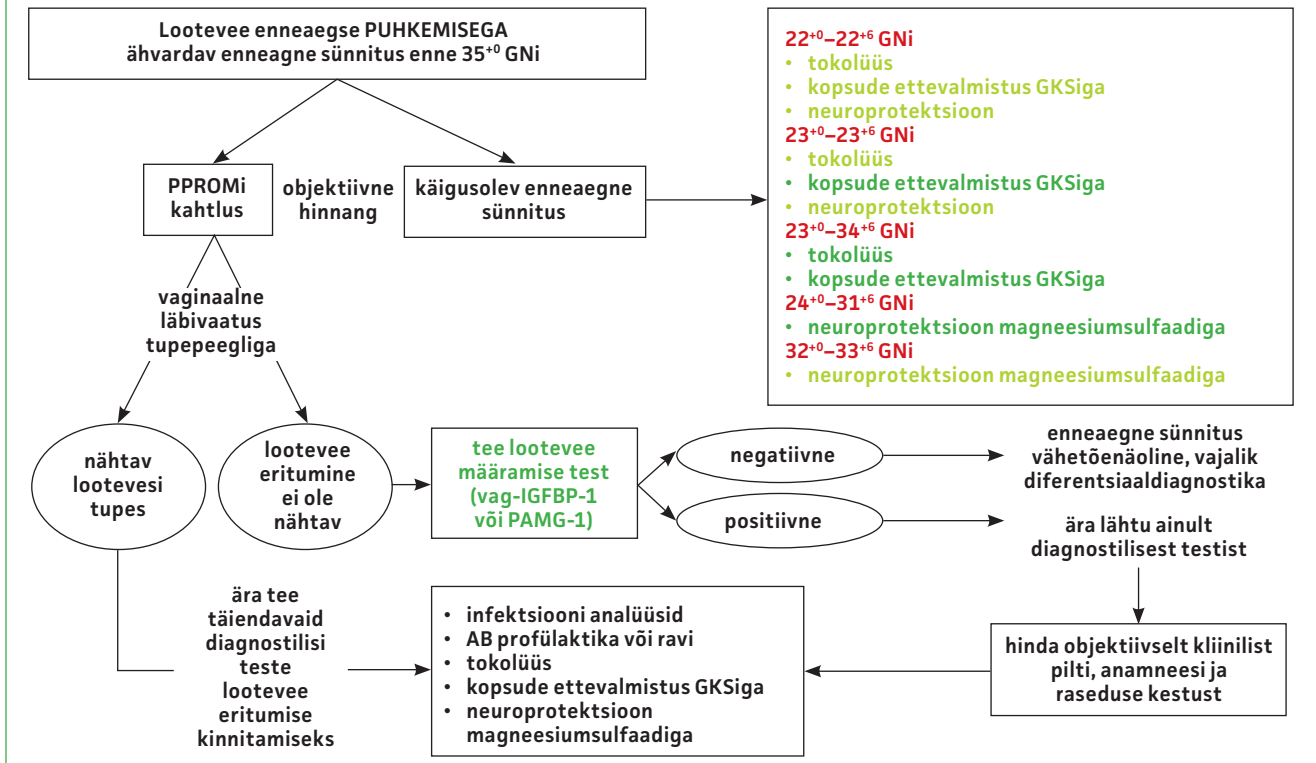 Lootevee enneaegse PUHKEMISEGA
ähvardav enneagne sünnitus enne 35⁺⁰ GNi
PPROMi
kahtlus
objektiivne
hinnang
käigusolev enneaegne
sünnitus
22⁺⁰–22⁺⁶ GNi
• tokolüüs
• kopsude ettevalmistus GKSiga
• neuroprotektsioon
23⁺⁰–23⁺⁶ GNi
• tokolüüs
• kopsude ettevalmistus GKSiga
• neuroprotektsioon
23⁺⁰–34⁺⁶ GNi
• tokolüüs
• kopsude ettevalmistus GKSiga
24⁺⁰–31⁺⁶ GNi
• neuroprotektsioon magneesiumsulfaadiga
32⁺⁰–33⁺⁶ GNi
• neuroprotektsioon magneesiumsulfaadiga
vaginaalne
läbivaatus
tupepeegliga
nähtav
lootevesi
tupes
lootevee
eritumine
ei ole
nähtav
tee lootevee
määramise test
(vag-IGFBP-1
või PAMG-1)
negatiivne
enneaegne sünnitus
vähetõenäoline, vajalik
diferentsiaaldiagnostika
positiivne
ära lähtu ainult
diagnostilisest testist
hinda objektiivselt kliinilist
pilti, anamneesi ja
raseduse kestust
ära tee
täiendavaid
diagnostilisi
teste
lootevee
eritumise
kinnitamiseks
• infektsiooni analüüsid
• AB profülaktika või ravi
• tokolüüs
• kopsude ettevalmistus GKSiga
• neuroprotektsioon
magneesiumsulfaadiga